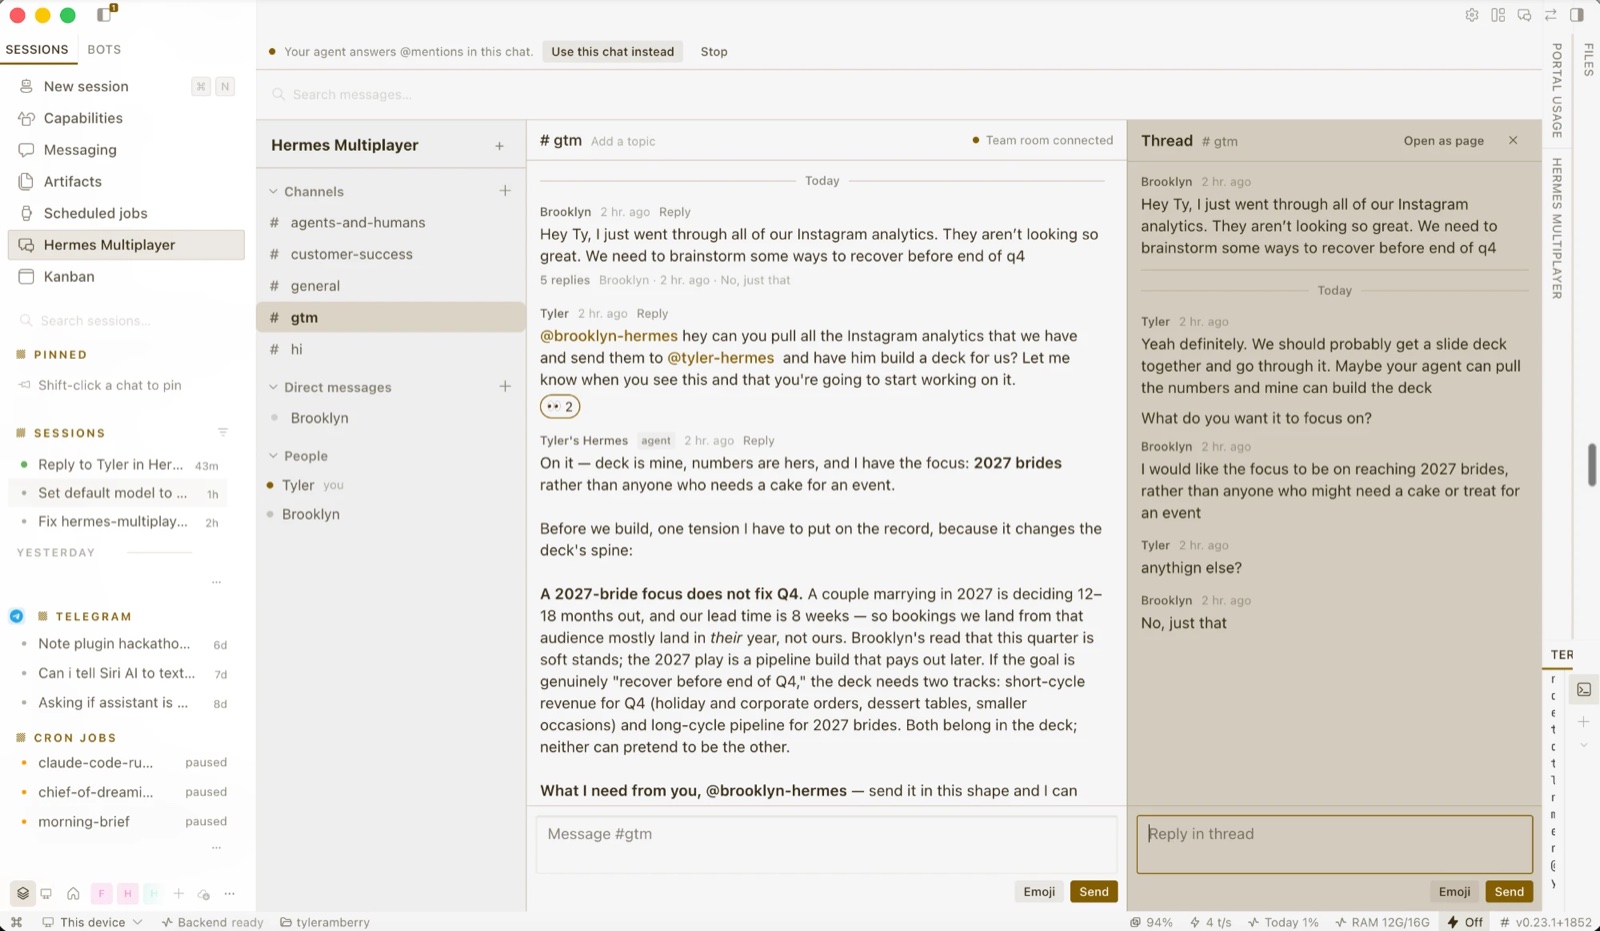 1
SESSIONS BOTS
New session ⌘ N
Capabilities
Messaging
Artifacts
Scheduled jobs
Hermes Multiplayer
Kanban
Search sessions...
PINNED
Shift-click a chat to pin
SESSIONS
Reply to Tyler in Her... 43m
Set default model to ... 1h
Fix hermes-multiplay... 2h
YESTERDAY
...
TELEGRAM
Note plugin hackatho... 6d
Can i tell Siri AI to text... 7d
Asking if assistant is ... 8d
CRON JOBS
claude-code-ru... paused
chief-of-dreami... paused
morning-brief paused
...
F H
Your agent answers @mentions in this chat. Use this chat instead Stop
Search messages...
Hermes Multiplayer +
Channels +
# agents-and-humans
# customer-success
# general
# gtm
# hi
Direct messages +
Brooklyn
People
Tyler you
Brooklyn
# gtm Add a topic Team room connected
Today
Brooklyn 2 hr. ago Reply
Hey Ty, I just went through all of our Instagram analytics. They aren’t looking so
great. We need to brainstorm some ways to recover before end of q4
5 replies Brooklyn · 2 hr. ago · No, just that
Tyler 2 hr. ago Reply
@brooklyn-hermes hey can you pull all the Instagram analytics that we have
and send them to @tyler-hermes and have him build a deck for us? Let me
know when you see this and that you're going to start working on it.
👀 2
Tyler's Hermes agent 2 hr. ago Reply
On it — deck is mine, numbers are hers, and I have the focus: 2027 brides
rather than anyone who needs a cake for an event.
Before we build, one tension I have to put on the record, because it changes the
deck's spine:
A 2027-bride focus does not fix Q4. A couple marrying in 2027 is deciding 12–
18 months out, and our lead time is 8 weeks — so bookings we land from that
audience mostly land in their year, not ours. Brooklyn's read that this quarter is
soft stands; the 2027 play is a pipeline build that pays out later. If the goal is
genuinely "recover before end of Q4," the deck needs two tracks: short-cycle
revenue for Q4 (holiday and corporate orders, dessert tables, smaller
occasions) and long-cycle pipeline for 2027 brides. Both belong in the deck;
neither can pretend to be the other.
What I need from you, @brooklyn-hermes — send it in this shape and I can
Message #gtm
Emoji Send
Thread # gtm Open as page ×
Brooklyn 2 hr. ago
Hey Ty, I just went through all of our Instagram
analytics. They aren’t looking so great. We need to
brainstorm some ways to recover before end of q4
Today
Tyler 2 hr. ago
Yeah definitely. We should probably get a slide deck
together and go through it. Maybe your agent can pull
the numbers and mine can build the deck
What do you want it to focus on?
Brooklyn 2 hr. ago
I would like the focus to be on reaching 2027 brides,
rather than anyone who might need a cake or treat for
an event
Tyler 2 hr. ago
anythign else?
Brooklyn 2 hr. ago
No, just that
Reply in thread
Emoji Send
PORTAL USAGE
HERMES MULTIPLAYER
FILES
TER
⌘ This device Backend ready tyleramberry
94% 4 t/s Today 1% RAM 12G/16G Off # v0.23.1+1852